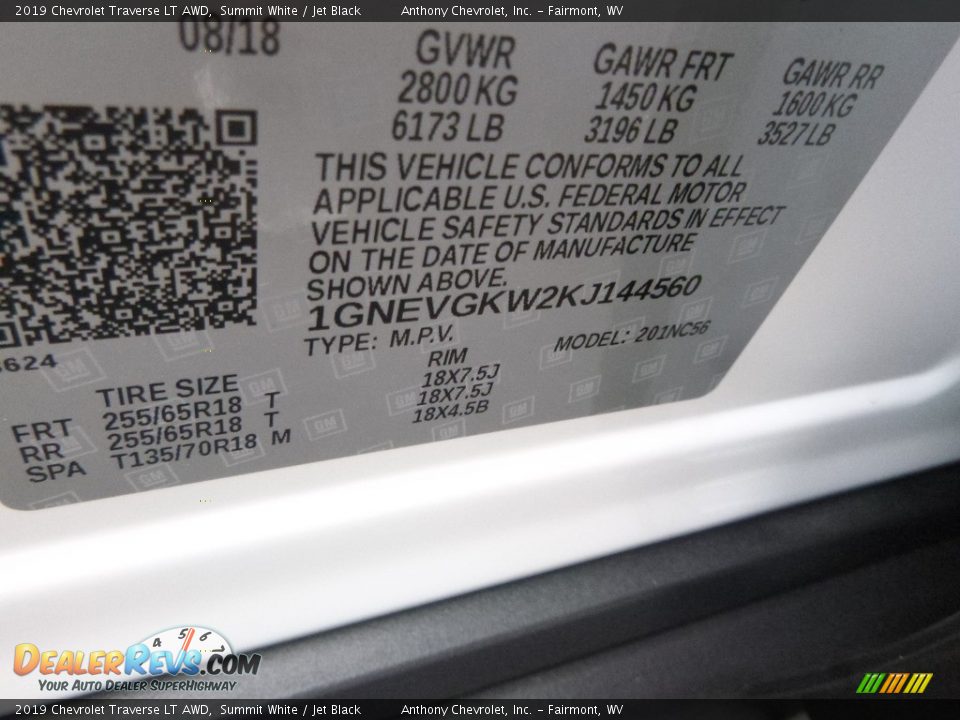 2019 Chevrolet Traverse LT AWD, Summit White / Jet Black Anthony Chevrolet, Inc. - Fairmont, WV
08/18
GVWR GAWR FRT GAWR RR
2800 KG 1450 KG 1600 KG
6173 LB 3196 LB 3527 LB
THIS VEHICLE CONFORMS TO ALL
APPLICABLE U.S. FEDERAL MOTOR
VEHICLE SAFETY STANDARDS IN EFFECT
ON THE DATE OF MANUFACTURE
SHOWN ABOVE.
1GNEVGKW2KJ144560
TYPE: M.P.V. MODEL: 201NC56
624
TIRE SIZE RIM
FRT 255/65R18 T 18X7.5J
RR 255/65R18 T 18X7.5J
SPA T135/70R18 M 18X4.5B
GM
4 5 6
DEALERREVS.COM
YOUR AUTO DEALER SUPERHIGHWAY
2019 Chevrolet Traverse LT AWD, Summit White / Jet Black Anthony Chevrolet, Inc. - Fairmont, WV